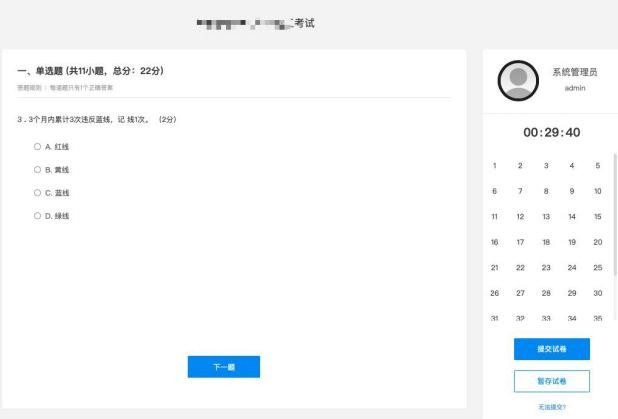 考试
一、单选题 (共11小题，总分：22分)
答题规则：每道题只有1个正确答案
3 . 3个月内累计3次违反蓝线，记 线1次。 （2分）
A. 红线
B. 黄线
C. 蓝线
D. 绿线
下一题
系统管理员
admin
00:29:40
1 2 3 4 5
6 7 8 9 10
11 12 13 14 15
16 17 18 19 20
21 22 23 24 25
26 27 28 29 30
31 32 33 34 35
提交试卷
暂存试卷
无法提交?